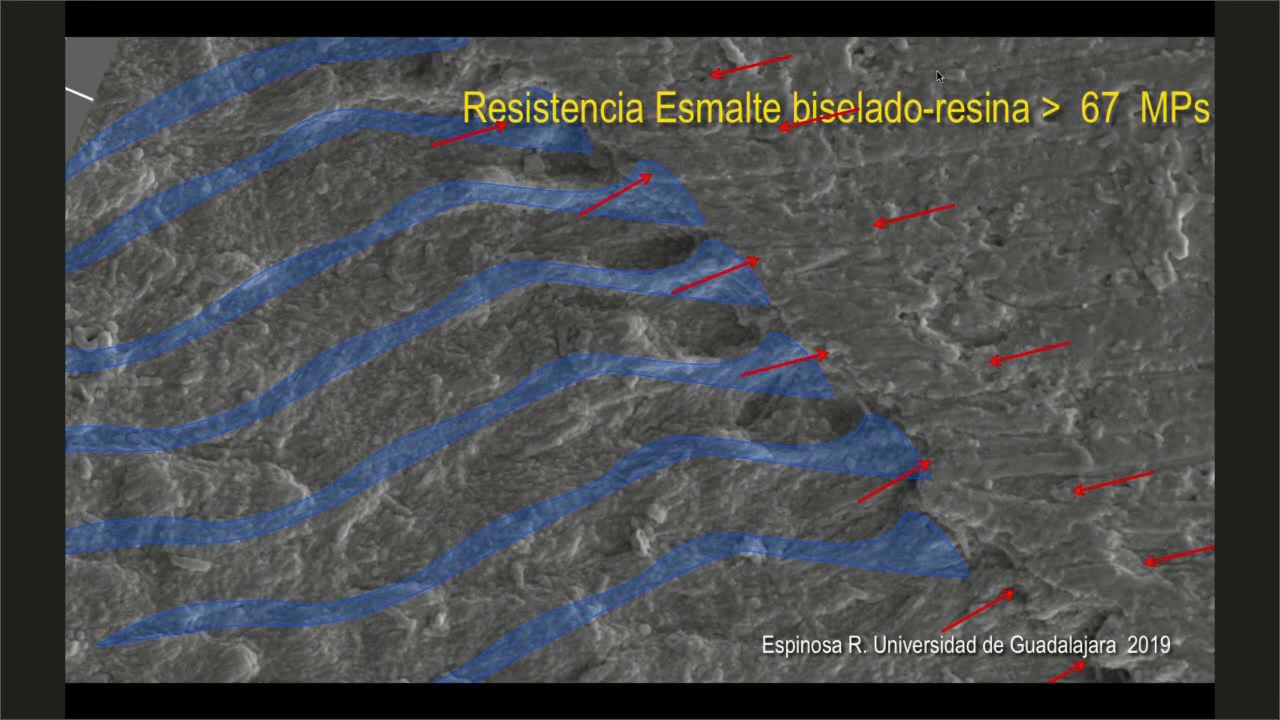 Resistencia Esmalte biselado-resina > 67 MPs
Espinosa R. Universidad de Guadalajara 2019